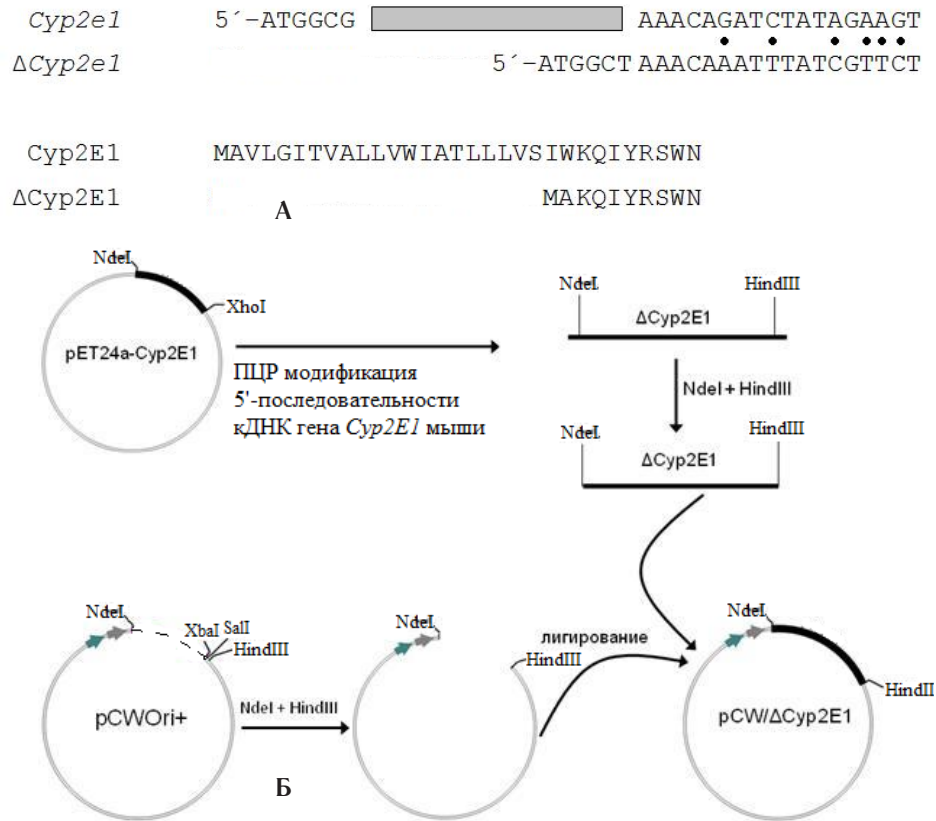 Cyp2e1 5´-ATGGCG AAACAGATCTATAGAAGT
ΔCyp2e1 5´-ATGGCTAAACAAATTTATCGTTCT
Cyp2E1 MAVLGITVALLVWIATLLLVSIWKQIYRSWN
ΔCyp2E1 MAKQIYRSWN
А
NdeI
XhoI
pET24a-Cyp2E1
ПЦР модификация
5'-последовательности
кДНК гена Cyp2E1 мыши
NdeI HindIII
ΔCyp2E1
NdeI + HindIII
NdeI HindIII
ΔCyp2E1
NdeI
XbaI SalI
HindIII
pCWOri+
NdeI + HindIII
NdeI
HindIII
лигирование
NdeI
HindII
pCW/ΔCyp2E1
Б